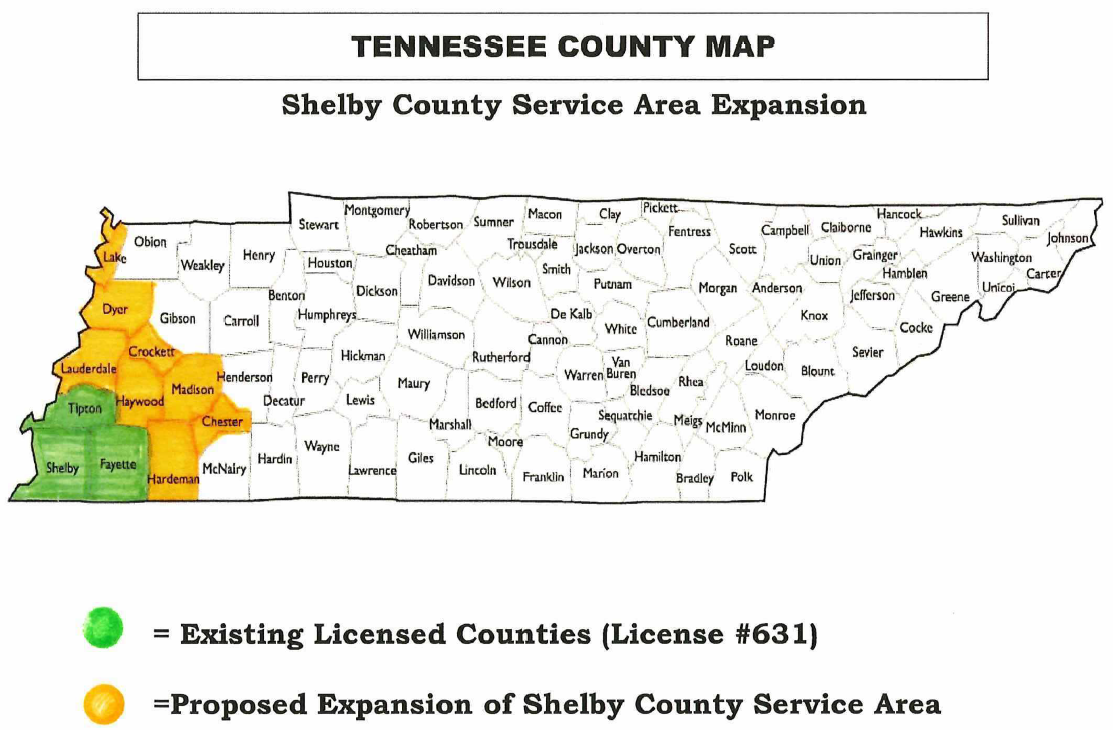 TENNESSEE COUNTY MAP
Shelby County Service Area Expansion
Lake
Obion
Weakley
Henry
Stewart
Montgomery
Robertson
Sumner
Macon
Clay
Pickett
Fentress
Scott
Campbell
Claiborne
Hancock
Hawkins
Sullivan
Johnson
Houston
Cheatham
Trousdale
Jackson
Overton
Union
Grainger
Hamblen
Washington
Carter
Unicoi
Dyer
Gibson
Carroll
Benton
Humphreys
Dickson
Davidson
Wilson
Smith
Putnam
Morgan
Anderson
Jefferson
Greene
Cocke
Knox
Crockett
Williamson
De Kalb
Cannon
White
Cumberland
Roane
Sevier
Lauderdale
Haywood
Madison
Henderson
Perry
Hickman
Maury
Rutherford
Warren
Van
Buren
Bledsoe
Rhea
Loudon
Blount
Tipton
Chester
Decatur
Lewis
Marshall
Bedford
Coffee
Sequatchie
Grundy
Meigs
McMinn
Monroe
Shelby
Fayette
Hardeman
McNairy
Hardin
Wayne
Lawrence
Giles
Lincoln
Moore
Franklin
Marion
Hamilton
Bradley
Polk
= Existing Licensed Counties (License #631)
=Proposed Expansion of Shelby County Service Area